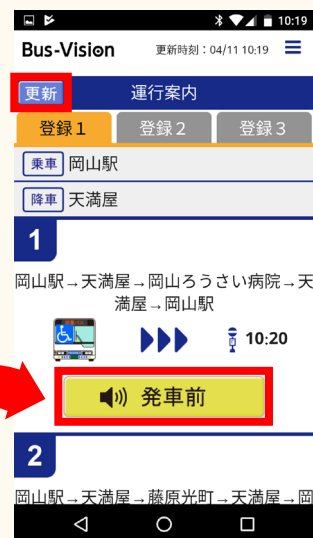 10:19
Bus-Vision 更新時刻：04/11 10:19
更新 運行案内
登録1 登録2 登録3
乗車 岡山駅
降車 天満屋
1
岡山駅→天満屋→岡山ろうさい病院→天
満屋→岡山駅
10:20
発車前
2
岡山駅→天満屋→藤原光町→天満屋→岡